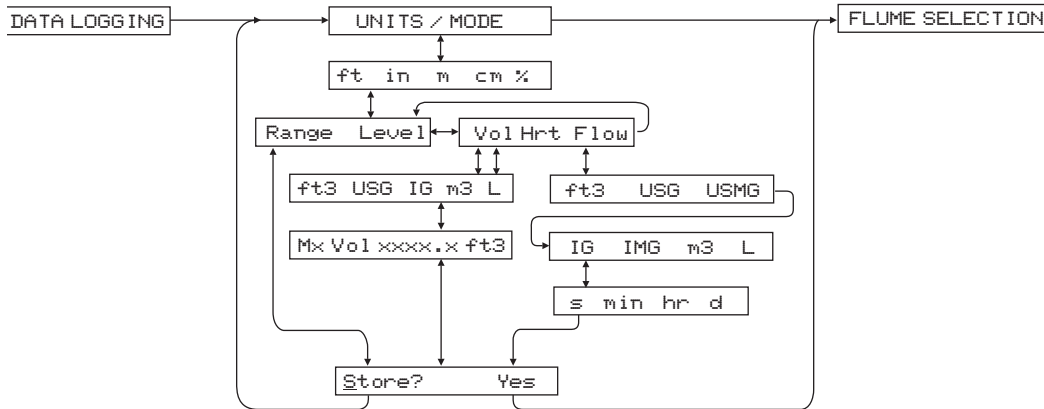 DATA LOGGING
UNITS / MODE
FLUME SELECTION
ft in m cm %
Range Level
Vol Hrt Flow
ft3 USG IG m3 L
ft3 USG USMG
Mx Vol xxxx.x ft3
IG IMG m3 L
s min hr d
Store? Yes